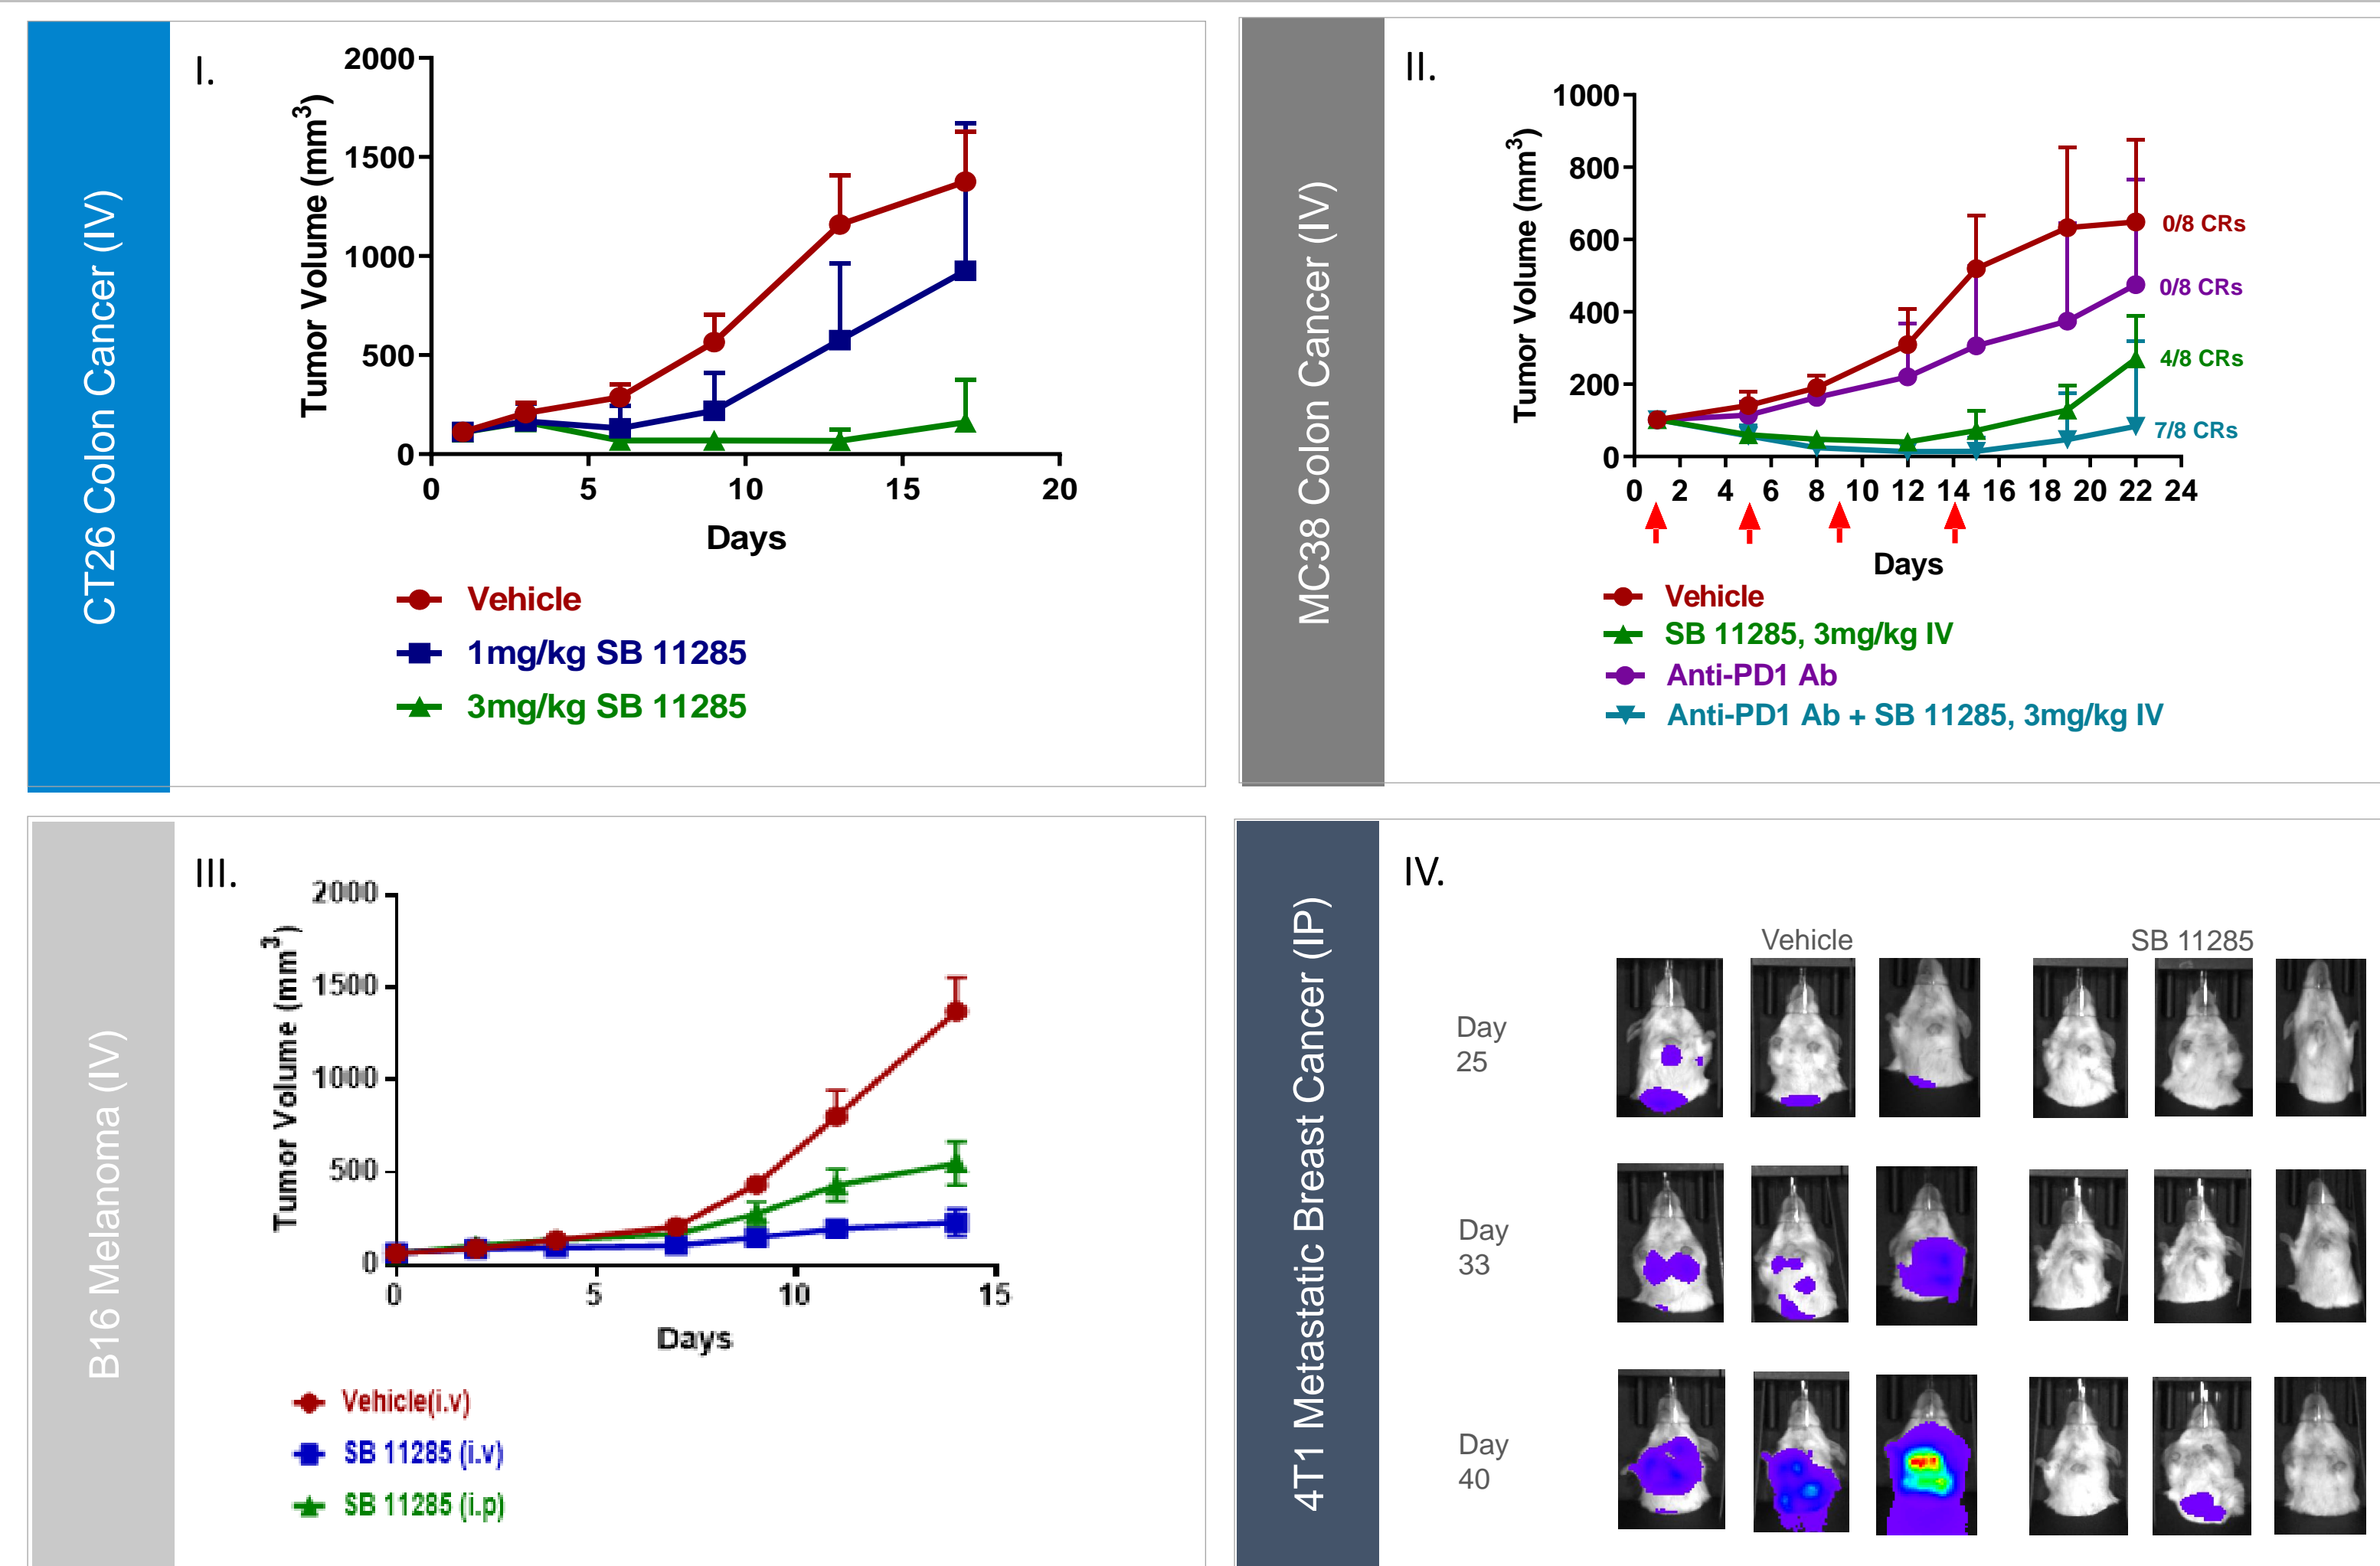 CT26 Colon Cancer (IV)
I.
Tumor Volume (mm³)
2000
1500
1000
500
0
0 5 10 15 20
Days
Vehicle
1mg/kg SB 11285
3mg/kg SB 11285
MC38 Colon Cancer (IV)
II.
Tumor Volume (mm³)
1000
800
600
400
200
0
0 2 4 6 8 10 12 14 16 18 20 22 24
0/8 CRs
0/8 CRs
4/8 CRs
7/8 CRs
Days
Vehicle
SB 11285, 3mg/kg IV
Anti-PD1 Ab
Anti-PD1 Ab + SB 11285, 3mg/kg IV
B16 Melanoma (IV)
III.
Tumor Volume (mm³)
2000
1500
1000
500
0
0 5 10 15
Days
Vehicle(i.v)
SB 11285 (i.v)
SB 11285 (i.p)
4T1 Metastatic Breast Cancer (IP)
IV.
Vehicle SB 11285
Day
25
Day
33
Day
40